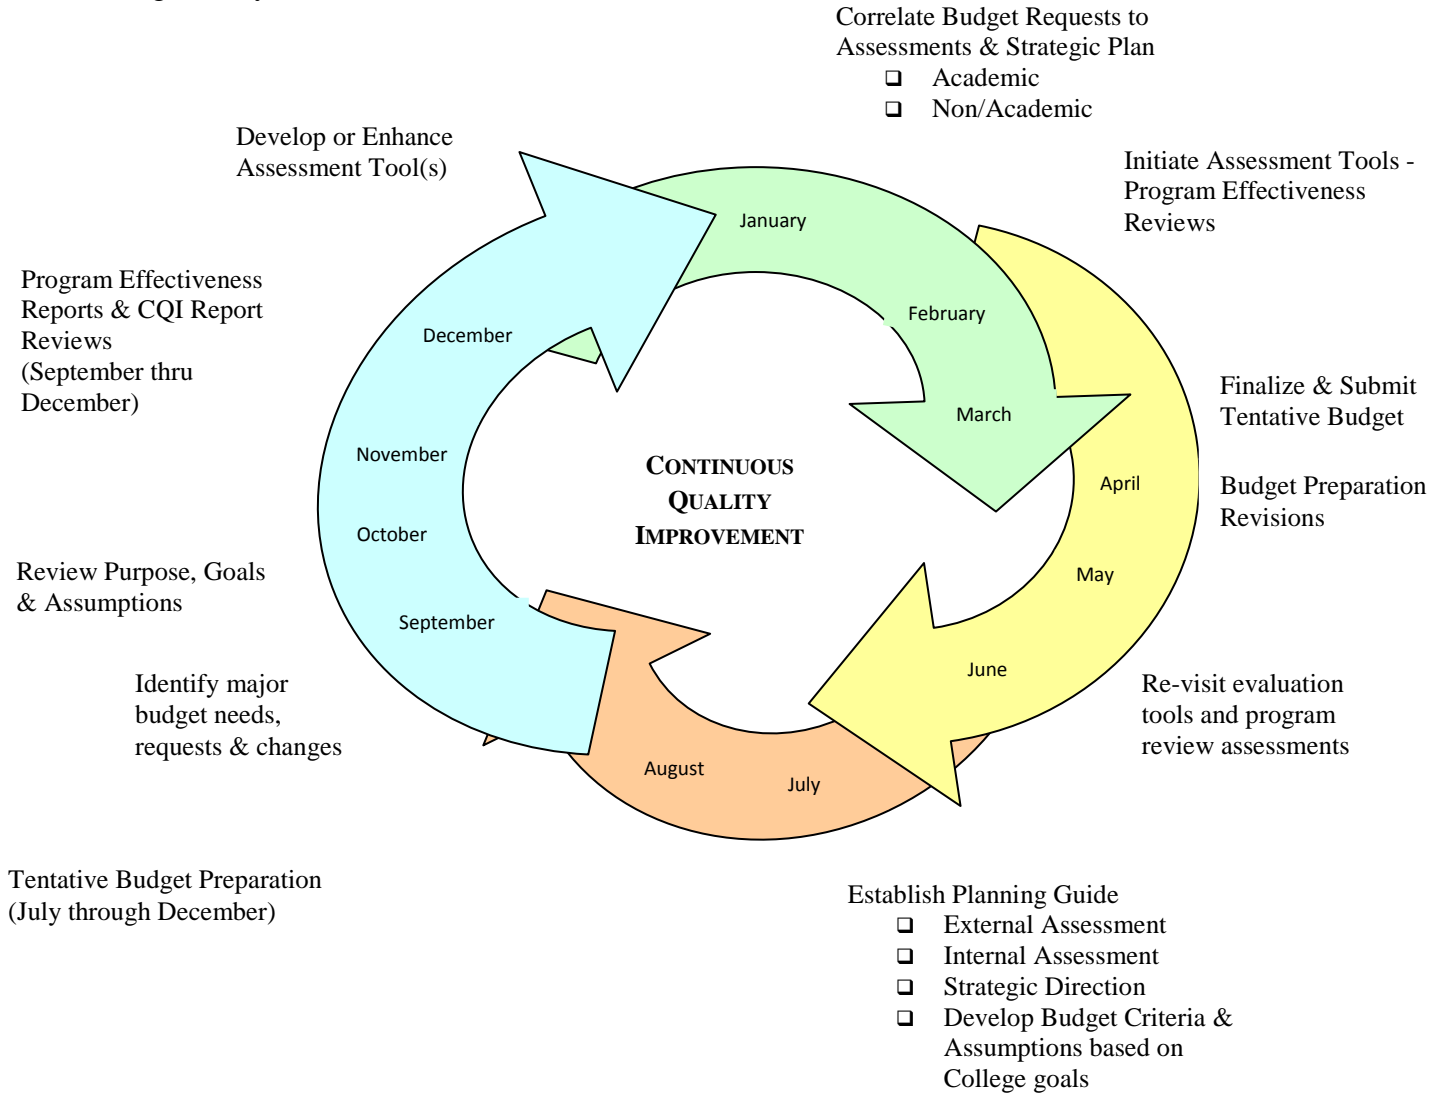 Correlate Budget Requests to
Assessments & Strategic Plan
❑ Academic
❑ Non/Academic
Develop or Enhance
Assessment Tool(s)
Initiate Assessment Tools -
Program Effectiveness
Reviews
January
Program Effectiveness
Reports & CQI Report
Reviews
(September thru
December)
February
December
Finalize & Submit
Tentative Budget
March
November
CONTINUOUS
QUALITY
IMPROVEMENT
April
Budget Preparation
Revisions
October
May
Review Purpose, Goals
& Assumptions
September
June
Identify major
budget needs,
requests & changes
Re-visit evaluation
tools and program
review assessments
August
July
Tentative Budget Preparation
(July through December)
Establish Planning Guide
❑ External Assessment
❑ Internal Assessment
❑ Strategic Direction
❑ Develop Budget Criteria &
Assumptions based on
College goals